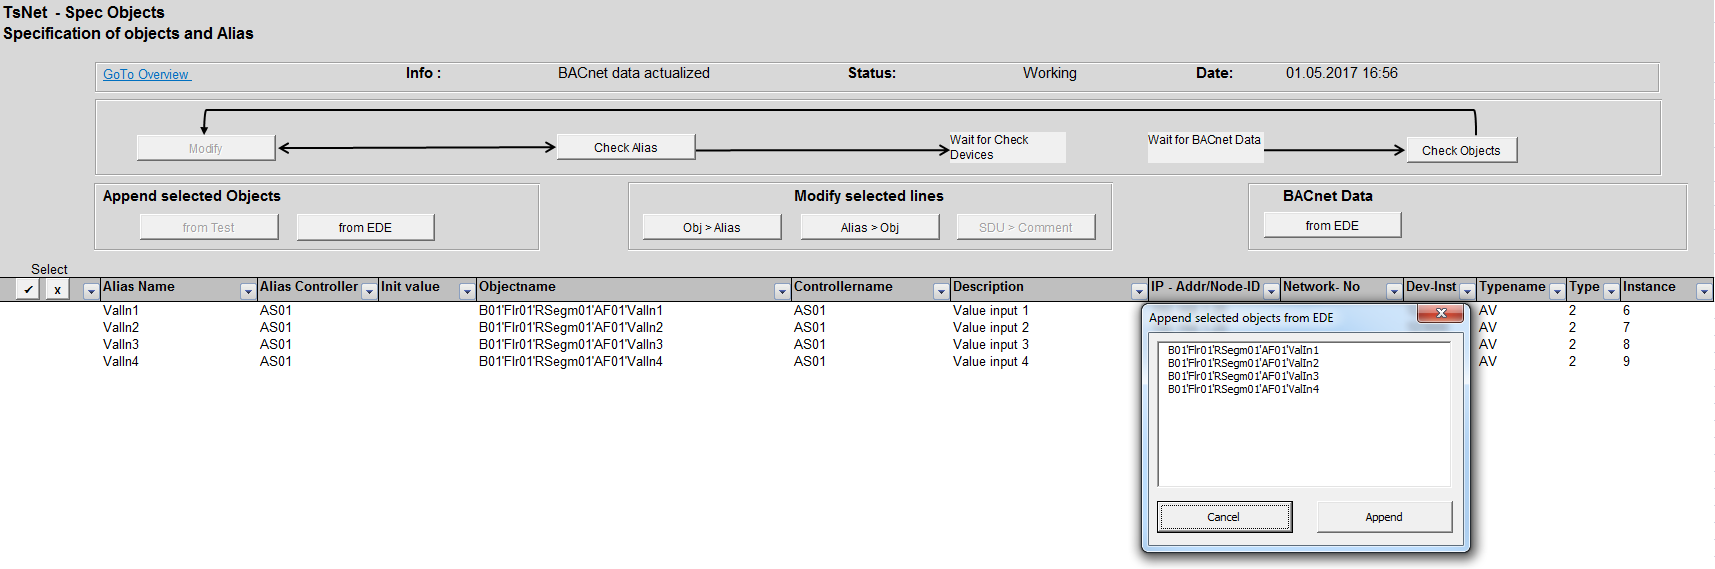 TsNet - Spec Objects
Specification of objects and Alias
GoTo Overview Info : BACnet data actualized Status: Working Date: 01.05.2017 16:56
Modify Check Alias Wait for Check Devices Wait for BACnet Data Check Objects
Append selected Objects Modify selected lines BACnet Data
from Test from EDE Obj > Alias Alias > Obj SDU > Comment from EDE
Select
✓ x Alias Name Alias Controller Init value Objectname Controllername Description IP - Addr/Node-ID Network- No Dev-Inst Typename Type Instance
ValIn1 AS01 B01'Flr01'RSegm01'AF01'ValIn1 AS01 Value input 1 AV 2 6
ValIn2 AS01 B01'Flr01'RSegm01'AF01'ValIn2 AS01 Value input 2 AV 2 7
ValIn3 AS01 B01'Flr01'RSegm01'AF01'ValIn3 AS01 Value input 3 AV 2 8
ValIn4 AS01 B01'Flr01'RSegm01'AF01'ValIn4 AS01 Value input 4 AV 2 9
Append selected objects from EDE
B01'Flr01'RSegm01'AF01'ValIn1
B01'Flr01'RSegm01'AF01'ValIn2
B01'Flr01'RSegm01'AF01'ValIn3
B01'Flr01'RSegm01'AF01'ValIn4
Cancel Append